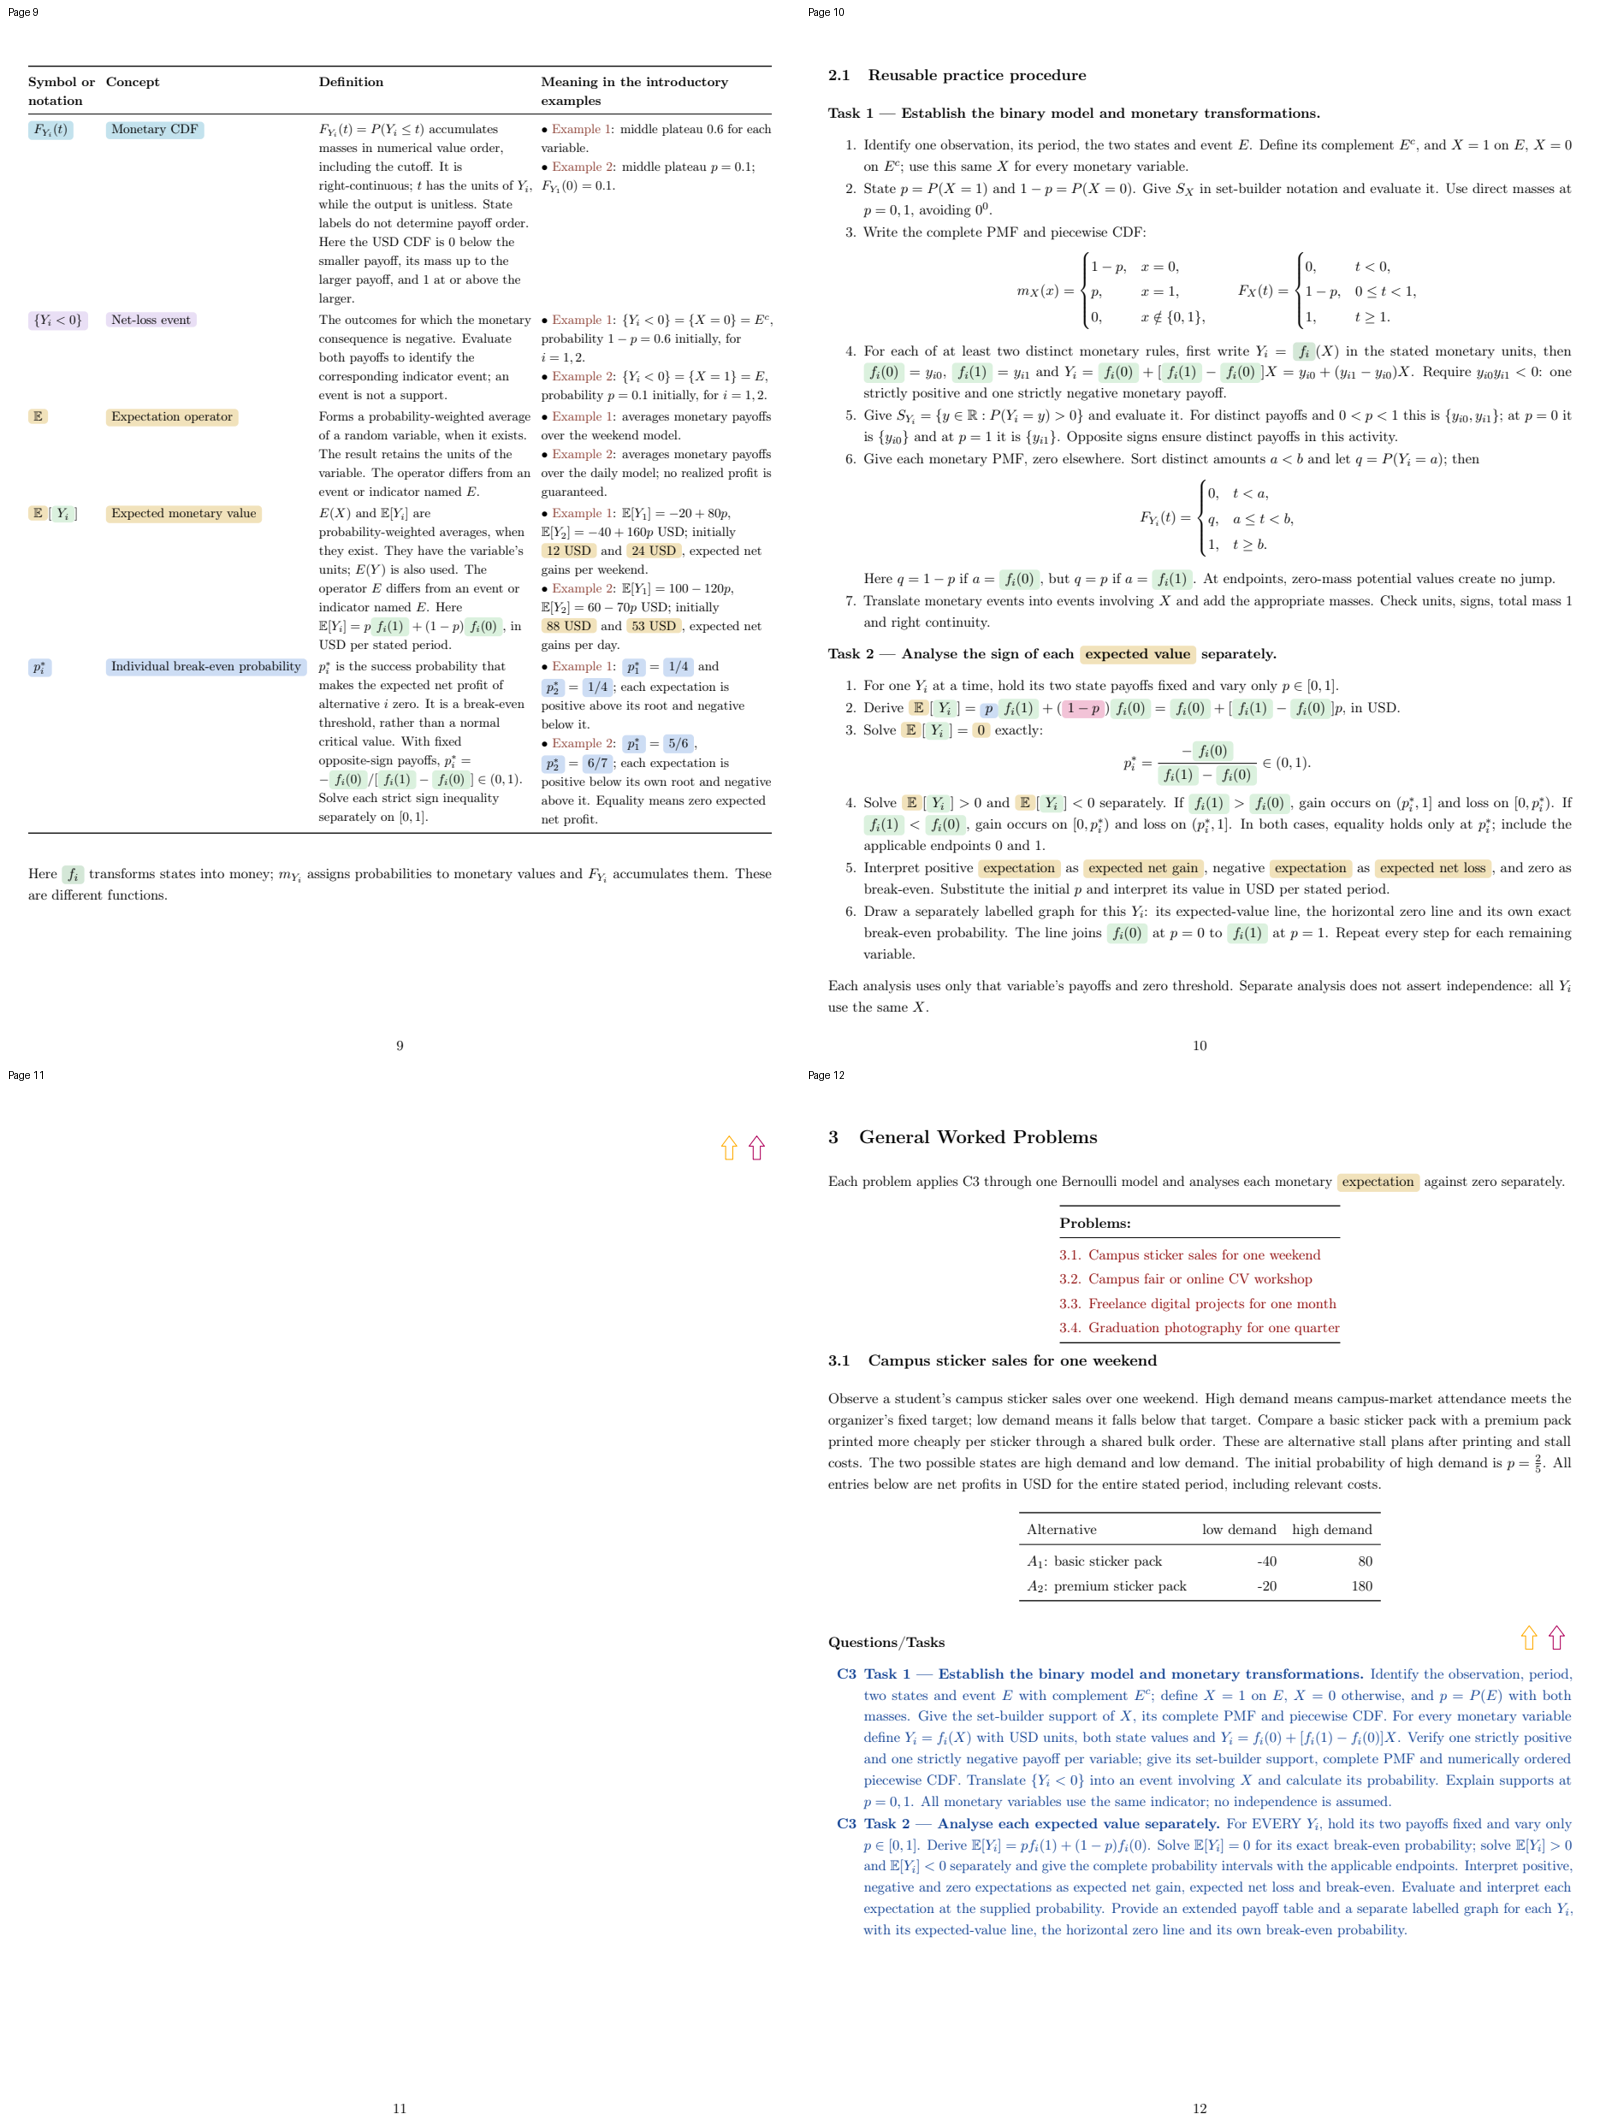 Page 9
Symbol or notation | Concept | Definition | Meaning in the introductory examples
F_{Y_i}(t)
Monetary CDF
F_{Y_i}(t) = P(Y_i ≤ t) accumulates
masses in numerical value order,
including the cutoff. It is
right-continuous; t has the units of Y_i,
while the output is unitless. State
labels do not determine payoff order.
Here the USD CDF is 0 below the
smaller payoff, its mass up to the
larger payoff, and 1 at or above the
larger.
• Example 1: middle plateau 0.6 for each
variable.
• Example 2: middle plateau p = 0.1;
F_{Y_1}(0) = 0.1.
{Y_i < 0}
Net-loss event
The outcomes for which the monetary
consequence is negative. Evaluate
both payoffs to identify the
corresponding indicator event; an
event is not a support.
• Example 1: {Y_i < 0} = {X = 0} = E^c,
probability 1 − p = 0.6 initially, for
i = 1, 2.
• Example 2: {Y_i < 0} = {X = 1} = E,
probability p = 0.1 initially, for i = 1, 2.
𝔼
Expectation operator
Forms a probability-weighted average
of a random variable, when it exists.
The result retains the units of the
variable. The operator differs from an
event or indicator named E.
• Example 1: averages monetary payoffs
over the weekend model.
• Example 2: averages monetary payoffs
over the daily model; no realized profit is
guaranteed.
𝔼[ Y_i ]
Expected monetary value
E(X) and 𝔼[Y_i] are
probability-weighted averages, when
they exist. They have the variable's
units; E(Y) is also used. The
operator E differs from an event or
indicator named E. Here
𝔼[Y_i] = p f_i(1) + (1 − p) f_i(0), in
USD per stated period.
• Example 1: 𝔼[Y_1] = −20 + 80p,
𝔼[Y_2] = −40 + 160p USD; initially
12 USD and 24 USD, expected net
gains per weekend.
• Example 2: 𝔼[Y_1] = 100 − 120p,
𝔼[Y_2] = 60 − 70p USD; initially
88 USD and 53 USD, expected net
gains per day.
p_i^*
Individual break-even probability
p_i^* is the success probability that
makes the expected net profit of
alternative i zero. It is a break-even
threshold, rather than a normal
critical value. With fixed
opposite-sign payoffs, p_i^* =
− f_i(0) /[ f_i(1) − f_i(0) ] ∈ (0, 1).
Solve each strict sign inequality
separately on [0, 1].
• Example 1: p_1^* = 1/4 and
p_2^* = 1/4; each expectation is
positive above its root and negative
below it.
• Example 2: p_1^* = 5/6,
p_2^* = 6/7; each expectation is
positive below its own root and negative
above it. Equality means zero expected
net profit.
Here f_i transforms states into money; m_{Y_i} assigns probabilities to monetary values and F_{Y_i} accumulates them. These
are different functions.
9
Page 10
2.1 Reusable practice procedure
Task 1 — Establish the binary model and monetary transformations.
1. Identify one observation, its period, the two states and event E. Define its complement E^c, and X = 1 on E, X = 0
on E^c; use this same X for every monetary variable.
2. State p = P(X = 1) and 1 − p = P(X = 0). Give S_X in set-builder notation and evaluate it. Use direct masses at
p = 0, 1, avoiding 0^0.
3. Write the complete PMF and piecewise CDF:
m_X(x) = { 1 − p, x = 0, p, x = 1, 0, x ∉ {0, 1}, F_X(t) = { 0, t < 0, 1 − p, 0 ≤ t < 1, 1, t ≥ 1.
4. For each of at least two distinct monetary rules, first write Y_i = f_i (X) in the stated monetary units, then
f_i(0) = y_{i0}, f_i(1) = y_{i1} and Y_i = f_i(0) + [ f_i(1) − f_i(0) ]X = y_{i0} + (y_{i1} − y_{i0})X. Require y_{i0}y_{i1} < 0: one
strictly positive and one strictly negative monetary payoff.
5. Give S_{Y_i} = {y ∈ ℝ : P(Y_i = y) > 0} and evaluate it. For distinct payoffs and 0 < p < 1 this is {y_{i0}, y_{i1}}; at p = 0 it
is {y_{i0}} and at p = 1 it is {y_{i1}}. Opposite signs ensure distinct payoffs in this activity.
6. Give each monetary PMF, zero elsewhere. Sort distinct amounts a < b and let q = P(Y_i = a); then
F_{Y_i}(t) = { 0, t < a, q, a ≤ t < b, 1, t ≥ b.
Here q = 1 − p if a = f_i(0), but q = p if a = f_i(1). At endpoints, zero-mass potential values create no jump.
7. Translate monetary events into events involving X and add the appropriate masses. Check units, signs, total mass 1
and right continuity.
Task 2 — Analyse the sign of each expected value separately.
1. For one Y_i at a time, hold its two state payoffs fixed and vary only p ∈ [0, 1].
2. Derive 𝔼[ Y_i ] = p f_i(1) + ( 1 − p ) f_i(0) = f_i(0) + [ f_i(1) − f_i(0) ]p, in USD.
3. Solve 𝔼[ Y_i ] = 0 exactly:
p_i^* = − f_i(0) / ( f_i(1) − f_i(0) ) ∈ (0, 1).
4. Solve 𝔼[ Y_i ] > 0 and 𝔼[ Y_i ] < 0 separately. If f_i(1) > f_i(0), gain occurs on (p_i^*, 1] and loss on [0, p_i^*). If
f_i(1) < f_i(0), gain occurs on [0, p_i^*) and loss on (p_i^*, 1]. In both cases, equality holds only at p_i^*; include the
applicable endpoints 0 and 1.
5. Interpret positive expectation as expected net gain, negative expectation as expected net loss, and zero as
break-even. Substitute the initial p and interpret its value in USD per stated period.
6. Draw a separately labelled graph for this Y_i: its expected-value line, the horizontal zero line and its own exact
break-even probability. The line joins f_i(0) at p = 0 to f_i(1) at p = 1. Repeat every step for each remaining
variable.
Each analysis uses only that variable's payoffs and zero threshold. Separate analysis does not assert independence: all Y_i
use the same X.
10
Page 11
11
Page 12
3 General Worked Problems
Each problem applies C3 through one Bernoulli model and analyses each monetary expectation against zero separately.
Problems:
3.1. Campus sticker sales for one weekend
3.2. Campus fair or online CV workshop
3.3. Freelance digital projects for one month
3.4. Graduation photography for one quarter
3.1 Campus sticker sales for one weekend
Observe a student's campus sticker sales over one weekend. High demand means campus-market attendance meets the
organizer's fixed target; low demand means it falls below that target. Compare a basic sticker pack with a premium pack
printed more cheaply per sticker through a shared bulk order. These are alternative stall plans after printing and stall
costs. The two possible states are high demand and low demand. The initial probability of high demand is p = 2/5. All
entries below are net profits in USD for the entire stated period, including relevant costs.
Alternative low demand high demand
A_1: basic sticker pack -40 80
A_2: premium sticker pack -20 180
Questions/Tasks
C3 Task 1 — Establish the binary model and monetary transformations. Identify the observation, period,
two states and event E with complement E^c; define X = 1 on E, X = 0 otherwise, and p = P(E) with both
masses. Give the set-builder support of X, its complete PMF and piecewise CDF. For every monetary variable
define Y_i = f_i(X) with USD units, both state values and Y_i = f_i(0) + [f_i(1) − f_i(0)]X. Verify one strictly positive
and one strictly negative payoff per variable; give its set-builder support, complete PMF and numerically ordered
piecewise CDF. Translate {Y_i < 0} into an event involving X and calculate its probability. Explain supports at
p = 0, 1. All monetary variables use the same indicator; no independence is assumed.
C3 Task 2 — Analyse each expected value separately. For EVERY Y_i, hold its two payoffs fixed and vary only
p ∈ [0, 1]. Derive 𝔼[Y_i] = pf_i(1) + (1 − p)f_i(0). Solve 𝔼[Y_i] = 0 for its exact break-even probability; solve 𝔼[Y_i] > 0
and 𝔼[Y_i] < 0 separately and give the complete probability intervals with the applicable endpoints. Interpret positive,
negative and zero expectations as expected net gain, expected net loss and break-even. Evaluate and interpret each
expectation at the supplied probability. Provide an extended payoff table and a separate labelled graph for each Y_i,
with its expected-value line, the horizontal zero line and its own break-even probability.
12